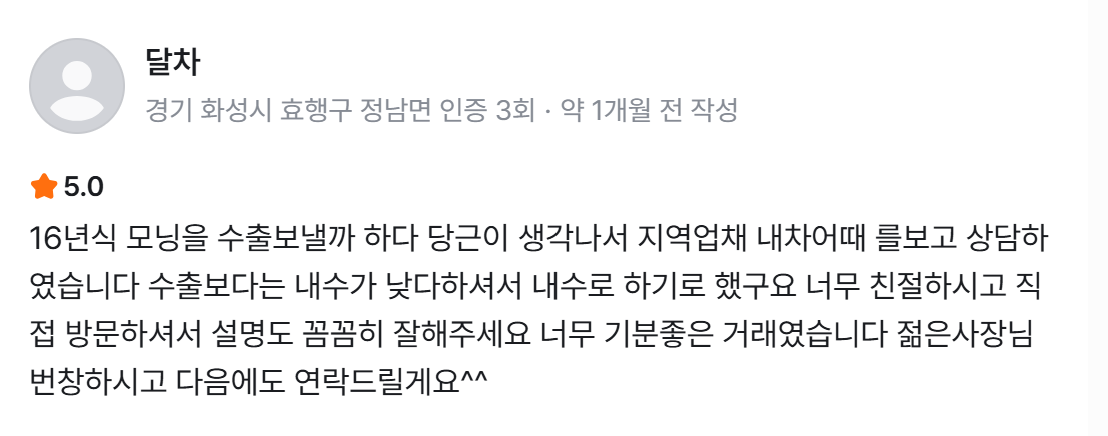 달차
경기 화성시 효행구 정남면 인증 3회 · 약 1개월 전 작성
5.0
16년식 모닝을 수출보낼까 하다 당근이 생각나서 지역업채 내차어때 를보고 상담하
였습니다 수출보다는 내수가 낮다하셔서 내수로 하기로 했구요 너무 친절하시고 직
접 방문하셔서 설명도 꼼꼼히 잘해주세요 너무 기분좋은 거래였습니다 젊은사장님
번창하시고 다음에도 연락드릴게요^^